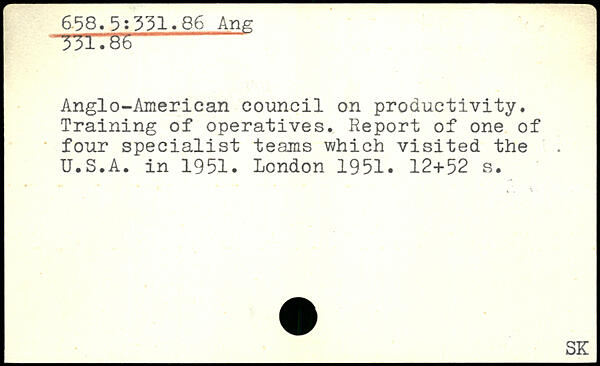 658.5:331.86 Ang
331.86
Anglo-American council on productivity.
Training of operatives. Report of one of
four specialist teams which visited the
U.S.A. in 1951. London 1951. 12+52 s.
SK